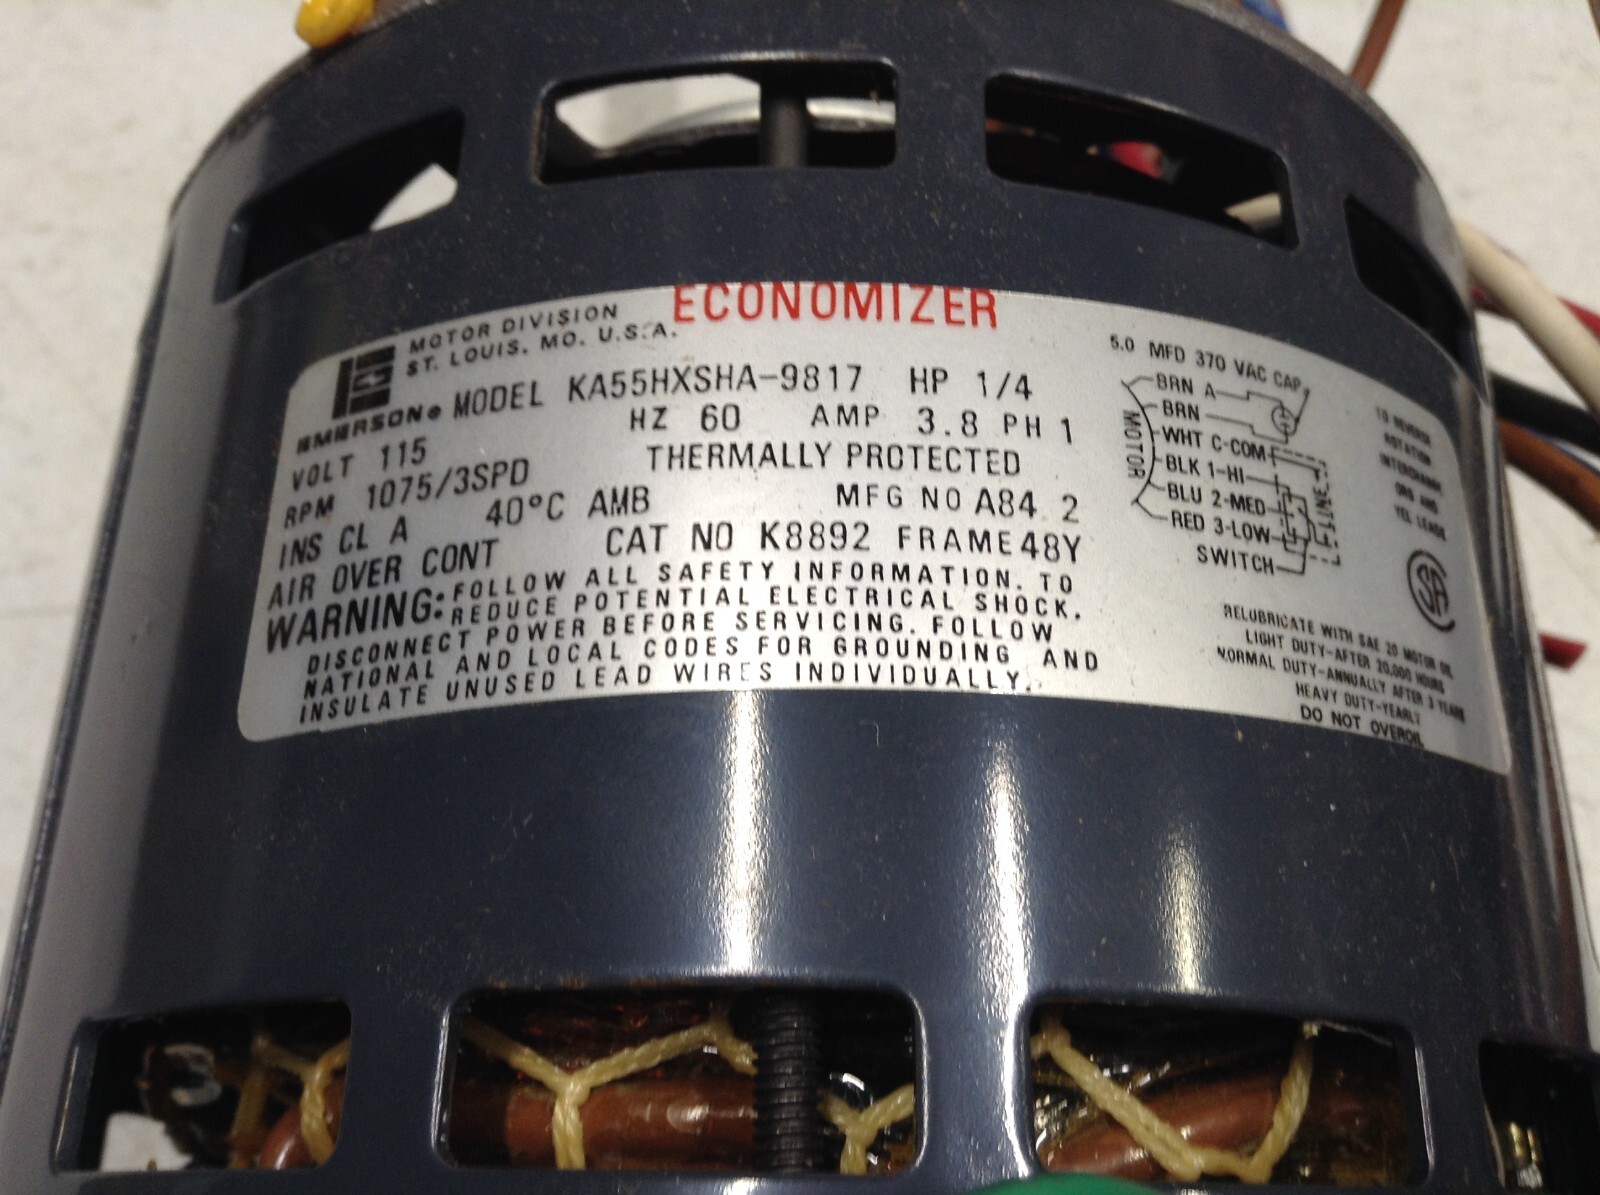 ECONOMIZER
MOTOR DIVISION
ST. LOUIS, MO. U.S.A.
EMERSON®
MODEL KA55HXSHA-9817 HP 1/4
VOLT 115 HZ 60 AMP 3.8 PH 1
RPM 1075/3SPD THERMALLY PROTECTED
INS CL A 40°C AMB MFG NO A84 2
AIR OVER CONT CAT NO K8892 FRAME 48Y
WARNING: FOLLOW ALL SAFETY INFORMATION. TO
REDUCE POTENTIAL ELECTRICAL SHOCK,
DISCONNECT POWER BEFORE SERVICING. FOLLOW
NATIONAL AND LOCAL CODES FOR GROUNDING AND
INSULATE UNUSED LEAD WIRES INDIVIDUALLY.
5.0 MFD 370 VAC CAP
BRN A
BRN
WHT C-COM
BLK 1-HI
BLU 2-MED
RED 3-LOW
SWITCH
MOTOR
LINE
TO REVERSE
ROTATION
INTERCHANGE
ORG AND
YEL LEADS
SA
RELUBRICATE WITH SAE 20 MOTOR OIL
LIGHT DUTY-AFTER 20,000 HOURS
NORMAL DUTY-ANNUALLY AFTER 3 YEARS
HEAVY DUTY-YEARLY
DO NOT OVEROIL